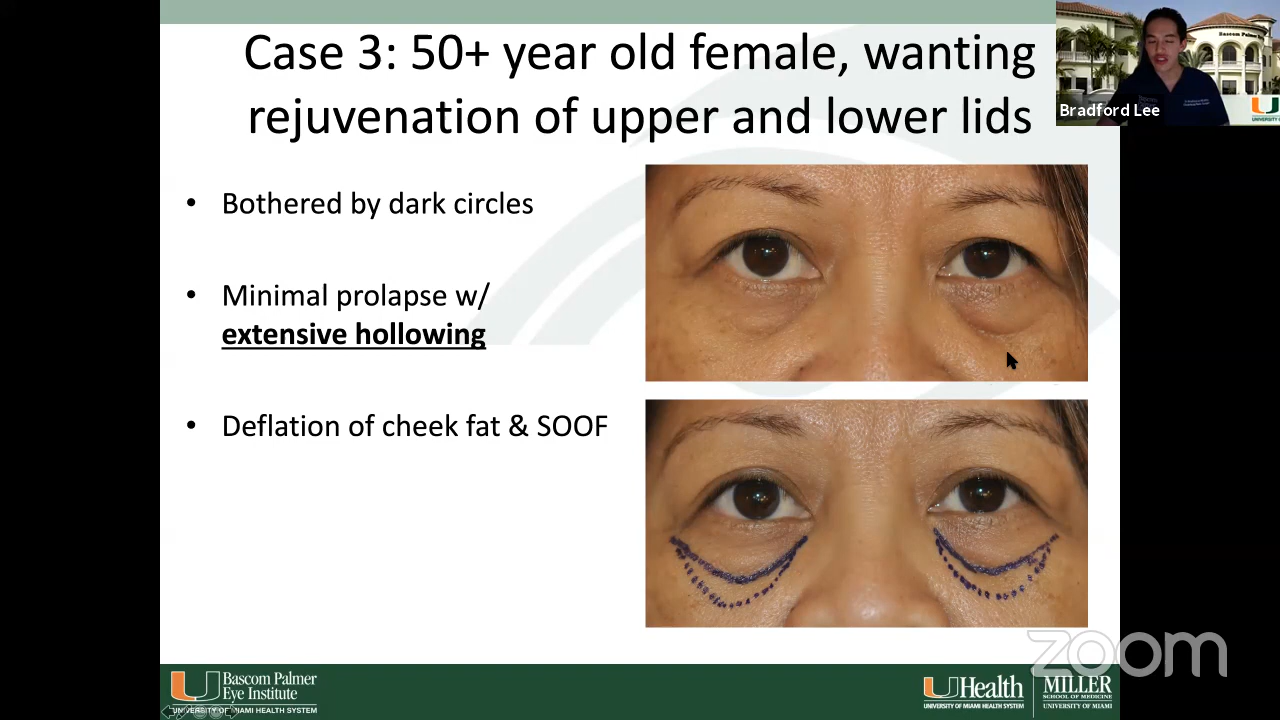 Case 3: 50+ year old female, wanting
rejuvenation of upper and lower lids
Bradford Lee
• Bothered by dark circles
• Minimal prolapse w/
extensive hollowing
• Deflation of cheek fat & SOOF
zoom
Bascom Palmer
Eye Institute
UNIVERSITY OF MIAMI HEALTH SYSTEM
UHealth
UNIVERSITY OF MIAMI HEALTH SYSTEM
MILLER
SCHOOL OF MEDICINE
UNIVERSITY OF MIAMI